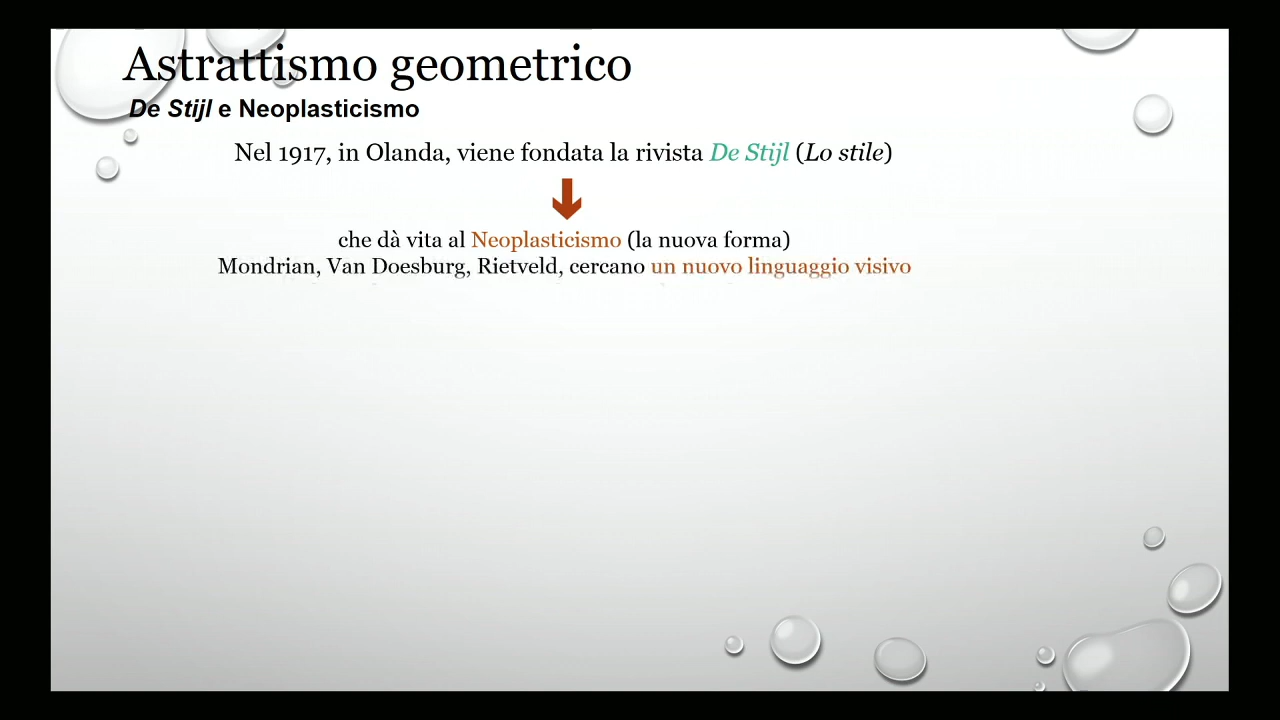 Astrattismo geometrico
De Stijl e Neoplasticismo
Nel 1917, in Olanda, viene fondata la rivista De Stijl (Lo stile)
che dà vita al Neoplasticismo (la nuova forma)
Mondrian, Van Doesburg, Rietveld, cercano un nuovo linguaggio visivo